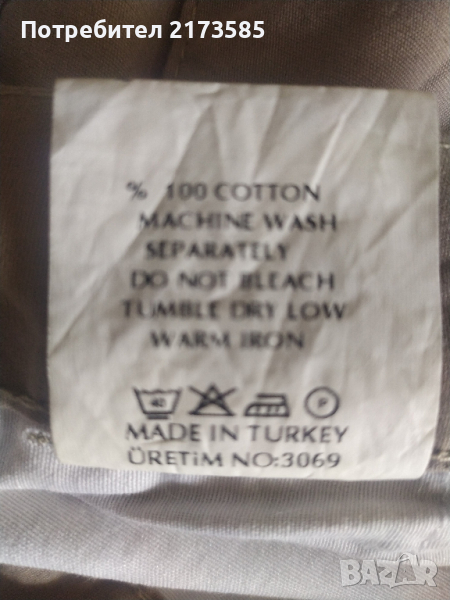 Потребител 2173585
% 100 COTTON
MACHINE WASH
SEPARATELY
DO NOT BLEACH
TUMBLE DRY LOW
WARM IRON
40 P
MADE IN TURKEY
ÜRETİM NO:3069
BAZAR